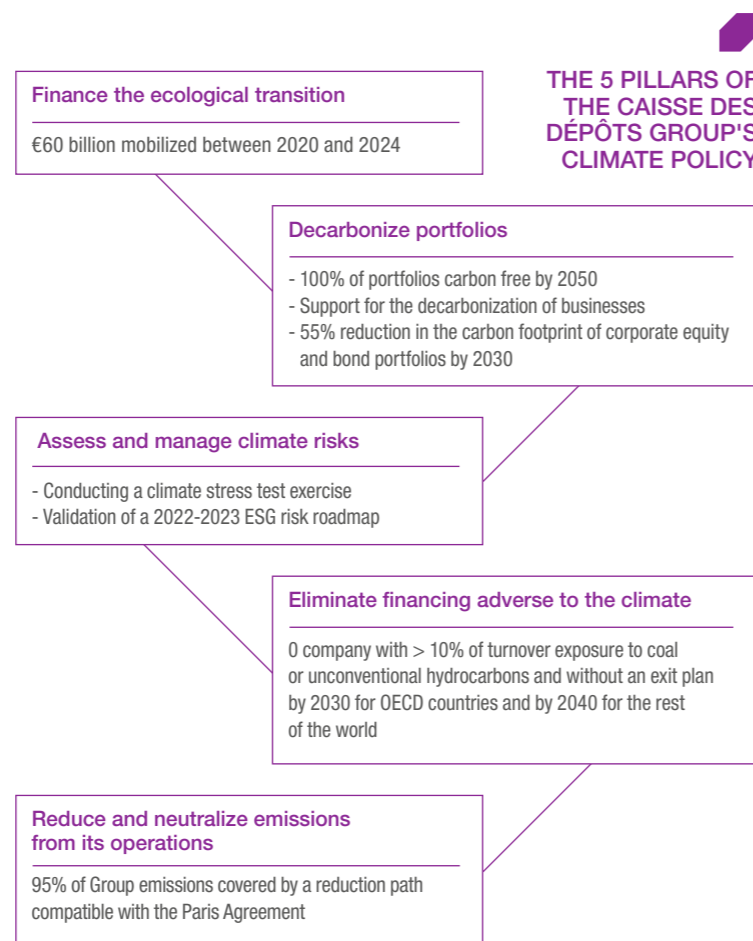 THE 5 PILLARS OF
THE CAISSE DES
DÉPÔTS GROUP'S
CLIMATE POLICY
Finance the ecological transition
€60 billion mobilized between 2020 and 2024
Decarbonize portfolios
- 100% of portfolios carbon free by 2050
- Support for the decarbonization of businesses
- 55% reduction in the carbon footprint of corporate equity
and bond portfolios by 2030
Assess and manage climate risks
- Conducting a climate stress test exercise
- Validation of a 2022-2023 ESG risk roadmap
Eliminate financing adverse to the climate
0 company with > 10% of turnover exposure to coal
or unconventional hydrocarbons and without an exit plan
by 2030 for OECD countries and by 2040 for the rest
of the world
Reduce and neutralize emissions
from its operations
95% of Group emissions covered by a reduction path
compatible with the Paris Agreement